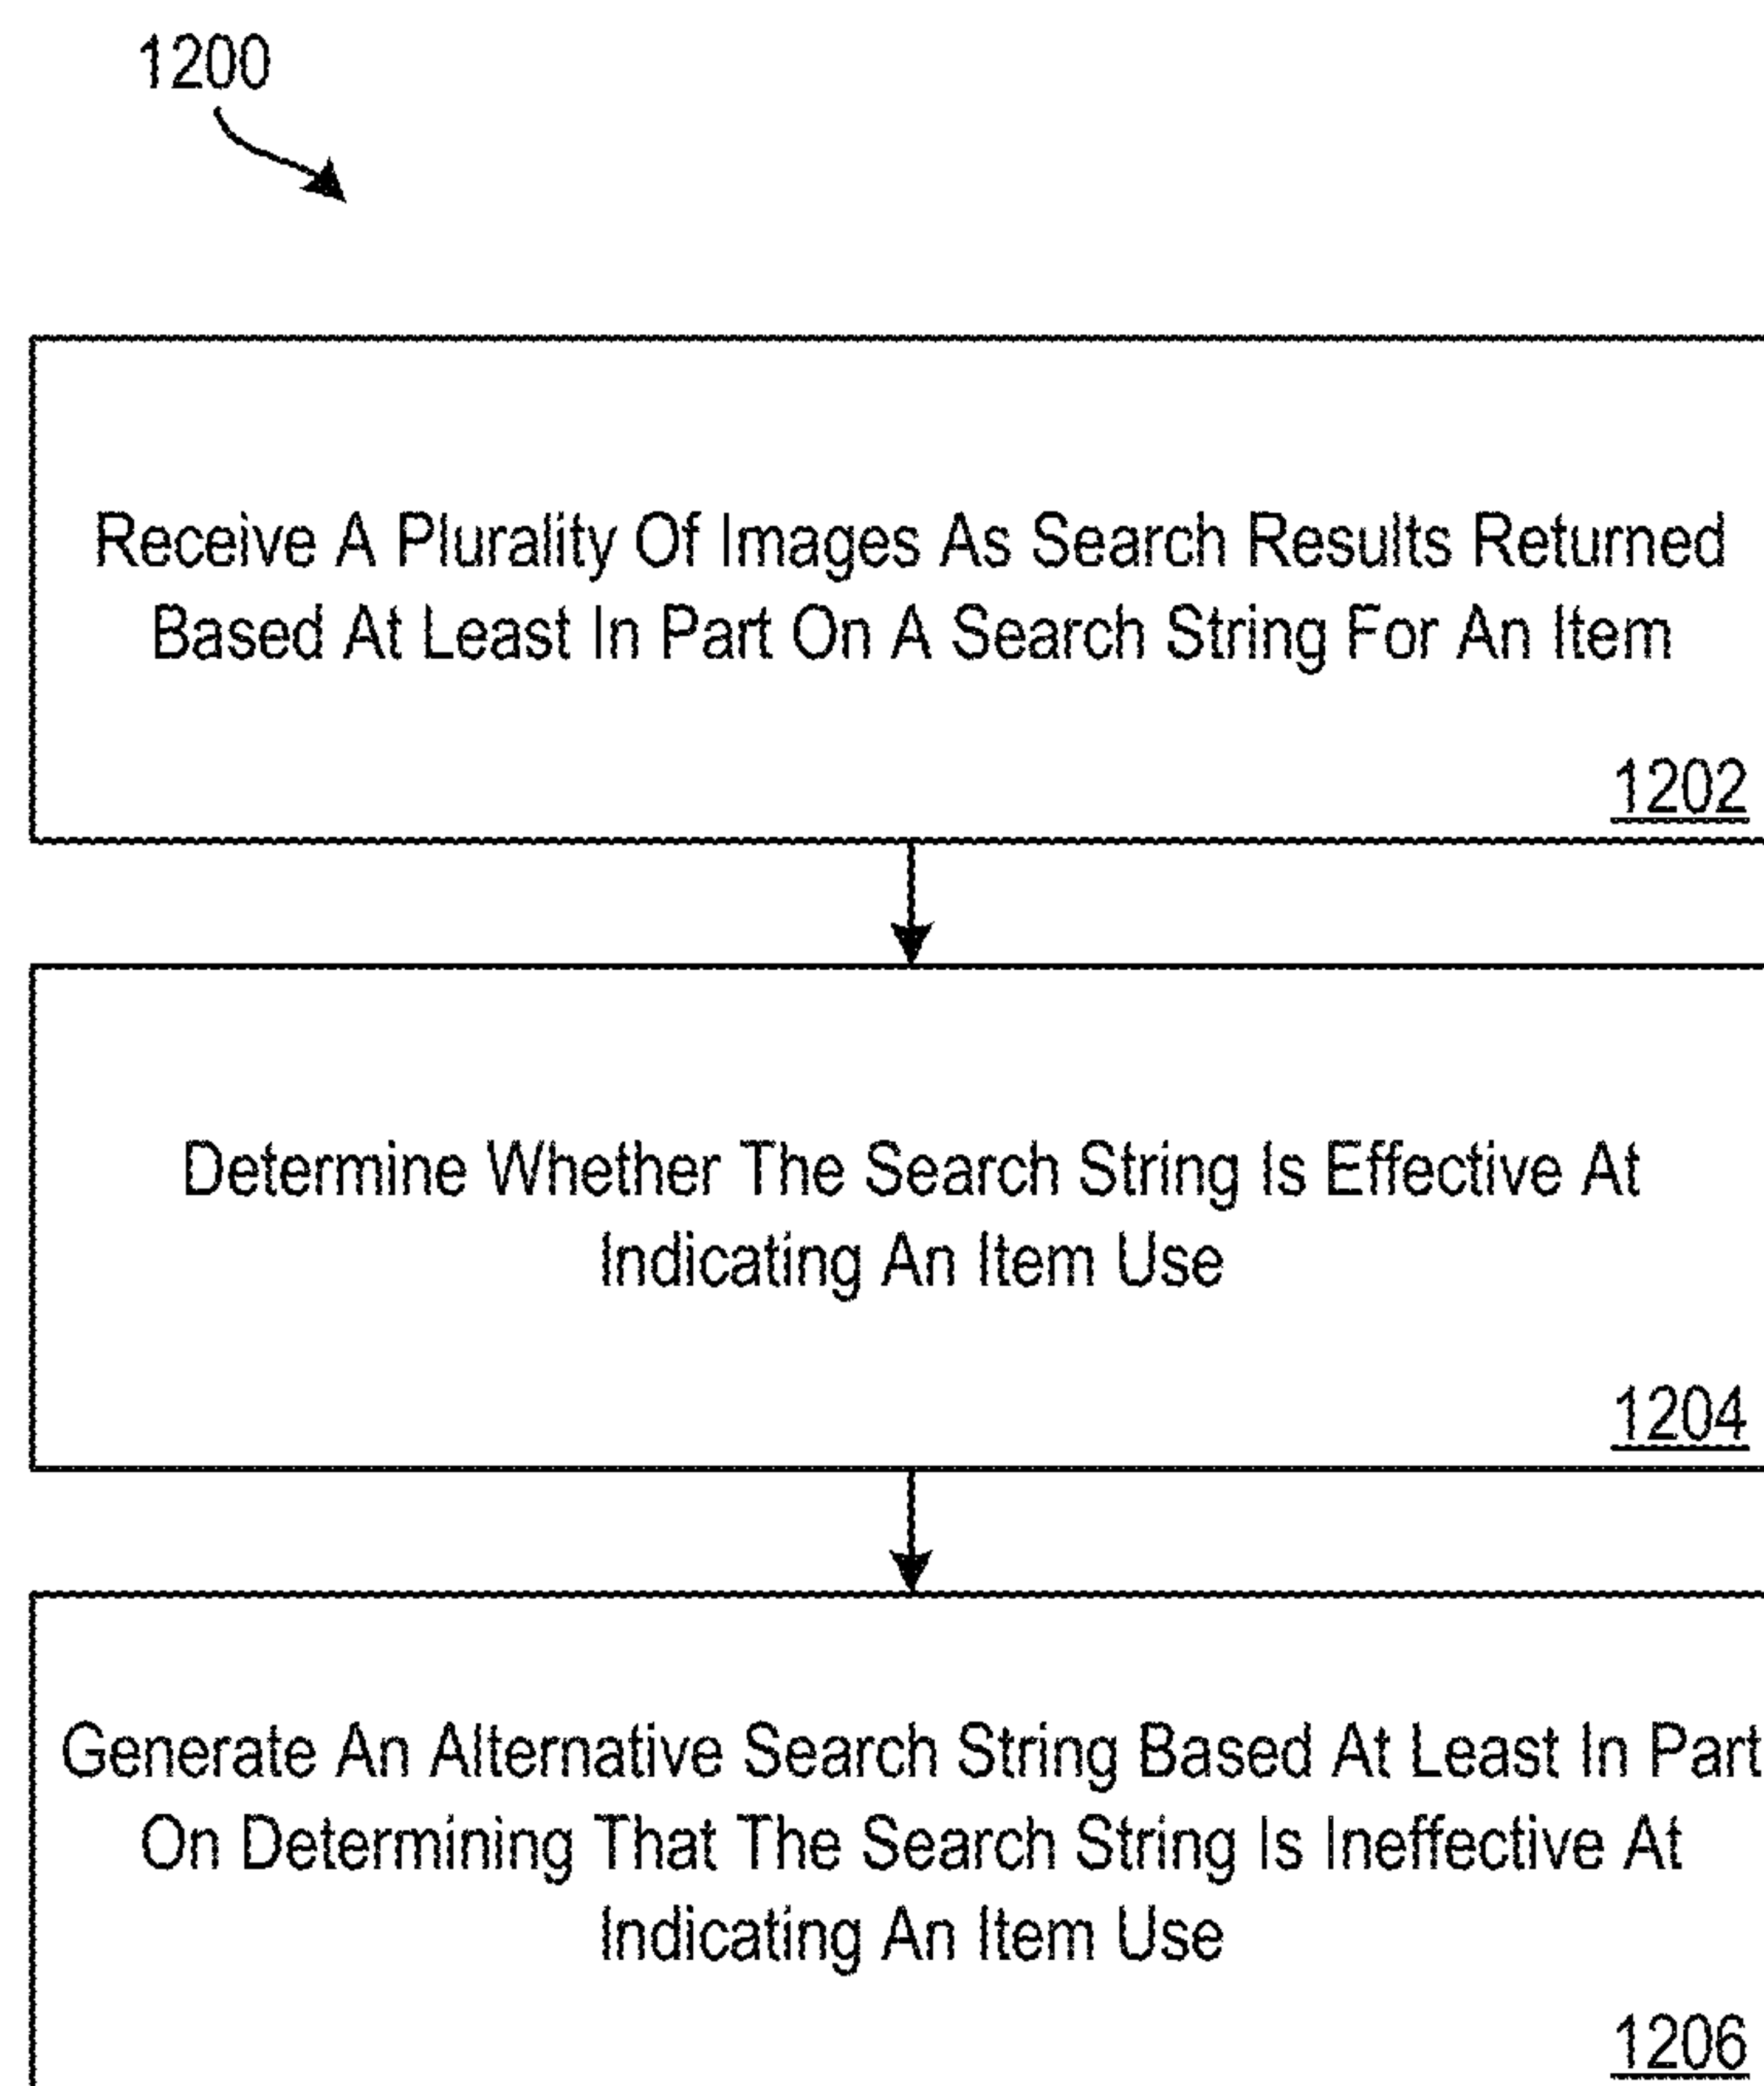 1200
Receive A Plurality Of Images As Search Results Returned
Based At Least In Part On A Search String For An Item
1202
Determine Whether The Search String Is Effective At
Indicating An Item Use
1204
Generate An Alternative Search String Based At Least In Part
On Determining That The Search String Is Ineffective At
Indicating An Item Use
1206